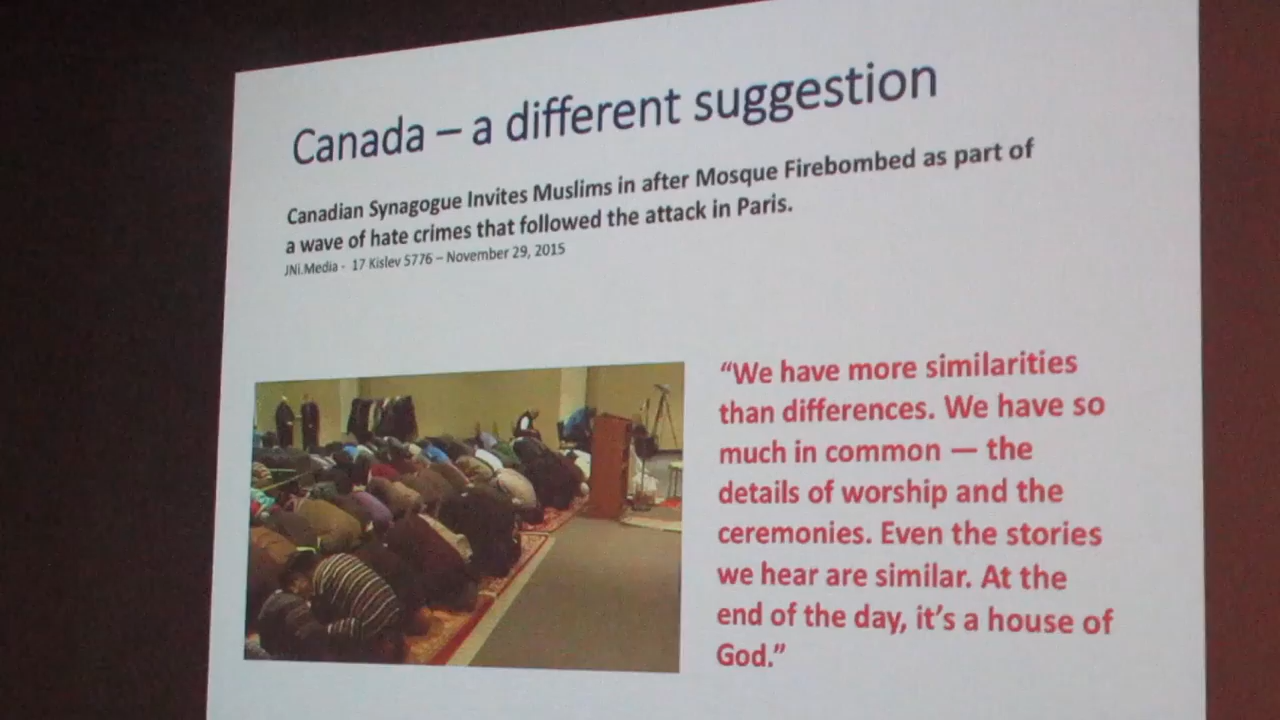 Canada – a different suggestion
Canadian Synagogue Invites Muslims in after Mosque Firebombed as part of
a wave of hate crimes that followed the attack in Paris.
JNi.Media - 17 Kislev 5776 – November 29, 2015
“We have more similarities
than differences. We have so
much in common — the
details of worship and the
ceremonies. Even the stories
we hear are similar. At the
end of the day, it’s a house of
God.”